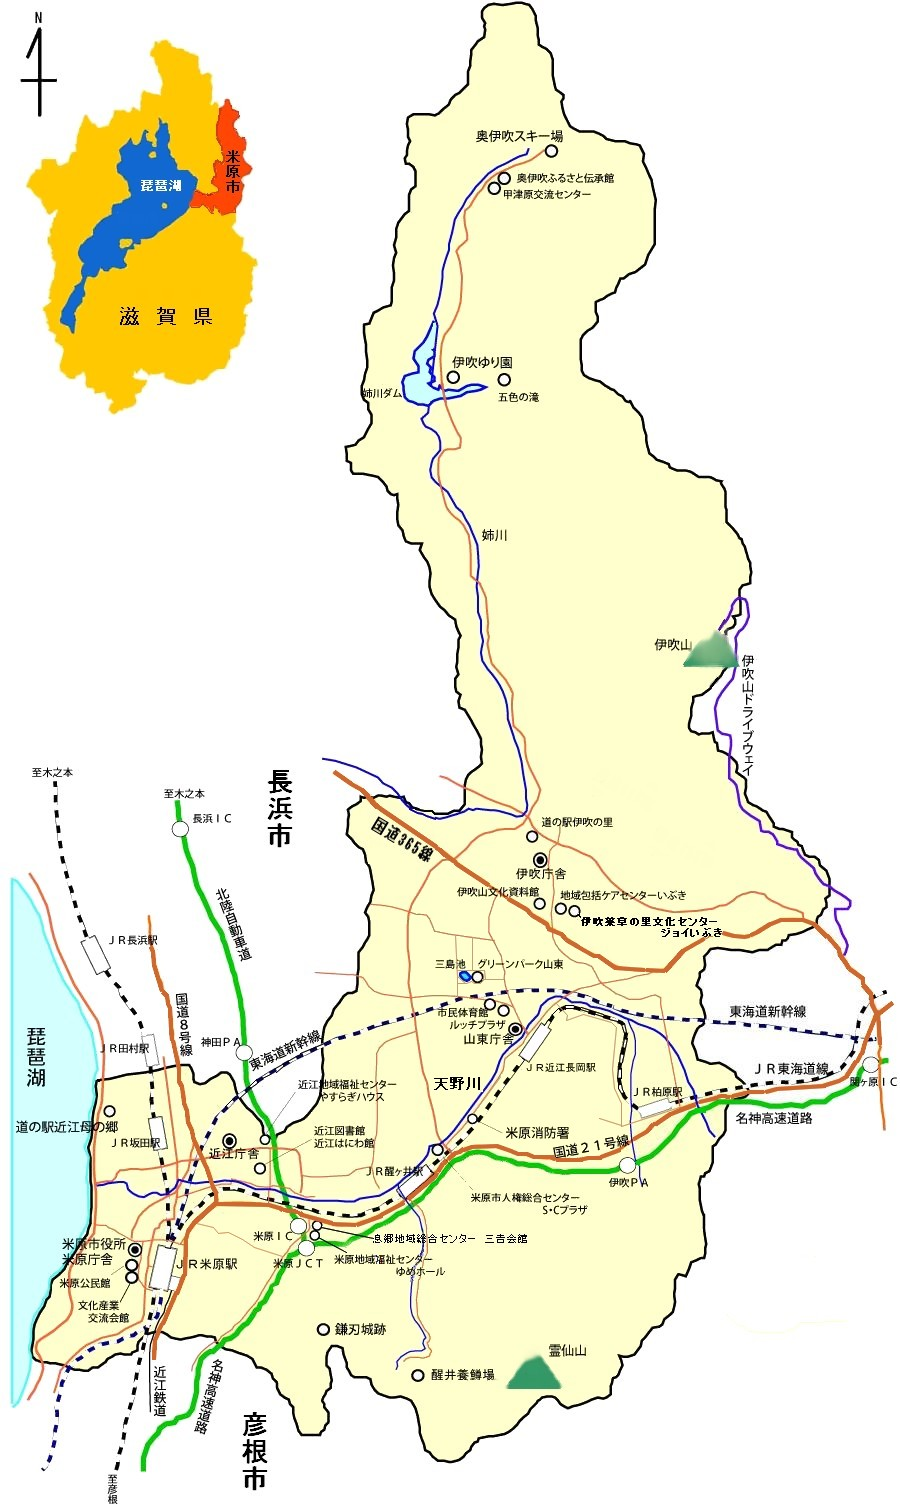 N
米原市
琵琶湖
滋賀県
奥伊吹スキー場
奥伊吹ふるさと伝承館
甲津原交流センター
伊吹ゆり園
姉川ダム
五色の滝
姉川
伊吹山
伊吹山ドライブウェイ
至木之本
至木之本
長浜IC
長浜市
国道365線
道の駅伊吹の里
伊吹庁舎
伊吹山文化資料館
地域包括ケアセンターいぶき
伊吹薬草の里文化センター
ジョイいぶき
北陸自動車道
JR長浜駅
三島池
グリーンパーク山東
国道8号線
市民体育館
ルッチプラザ
山東庁舎
東海道新幹線
琵琶湖
JR田村駅
神田PA
東海道新幹線
JR近江長岡駅
JR東海道線
関ヶ原IC
天野川
近江地域福祉センター
やすらぎハウス
JR柏原駅
名神高速道路
道の駅近江母の郷
JR坂田駅
近江庁舎
近江図書館
近江はにわ館
米原消防署
国道21号線
JR醒ヶ井駅
伊吹PA
米原市人権総合センター
S・Cプラザ
米原IC
息郷地域総合センター 三吉会館
米原市役所
米原庁舎
JR米原駅
米原JCT
米原地域福祉センター
ゆめホール
米原公民館
文化産業
交流会館
鎌刃城跡
霊仙山
醒井養鱒場
近江鉄道
名神高速道路
彦根市
至彦根